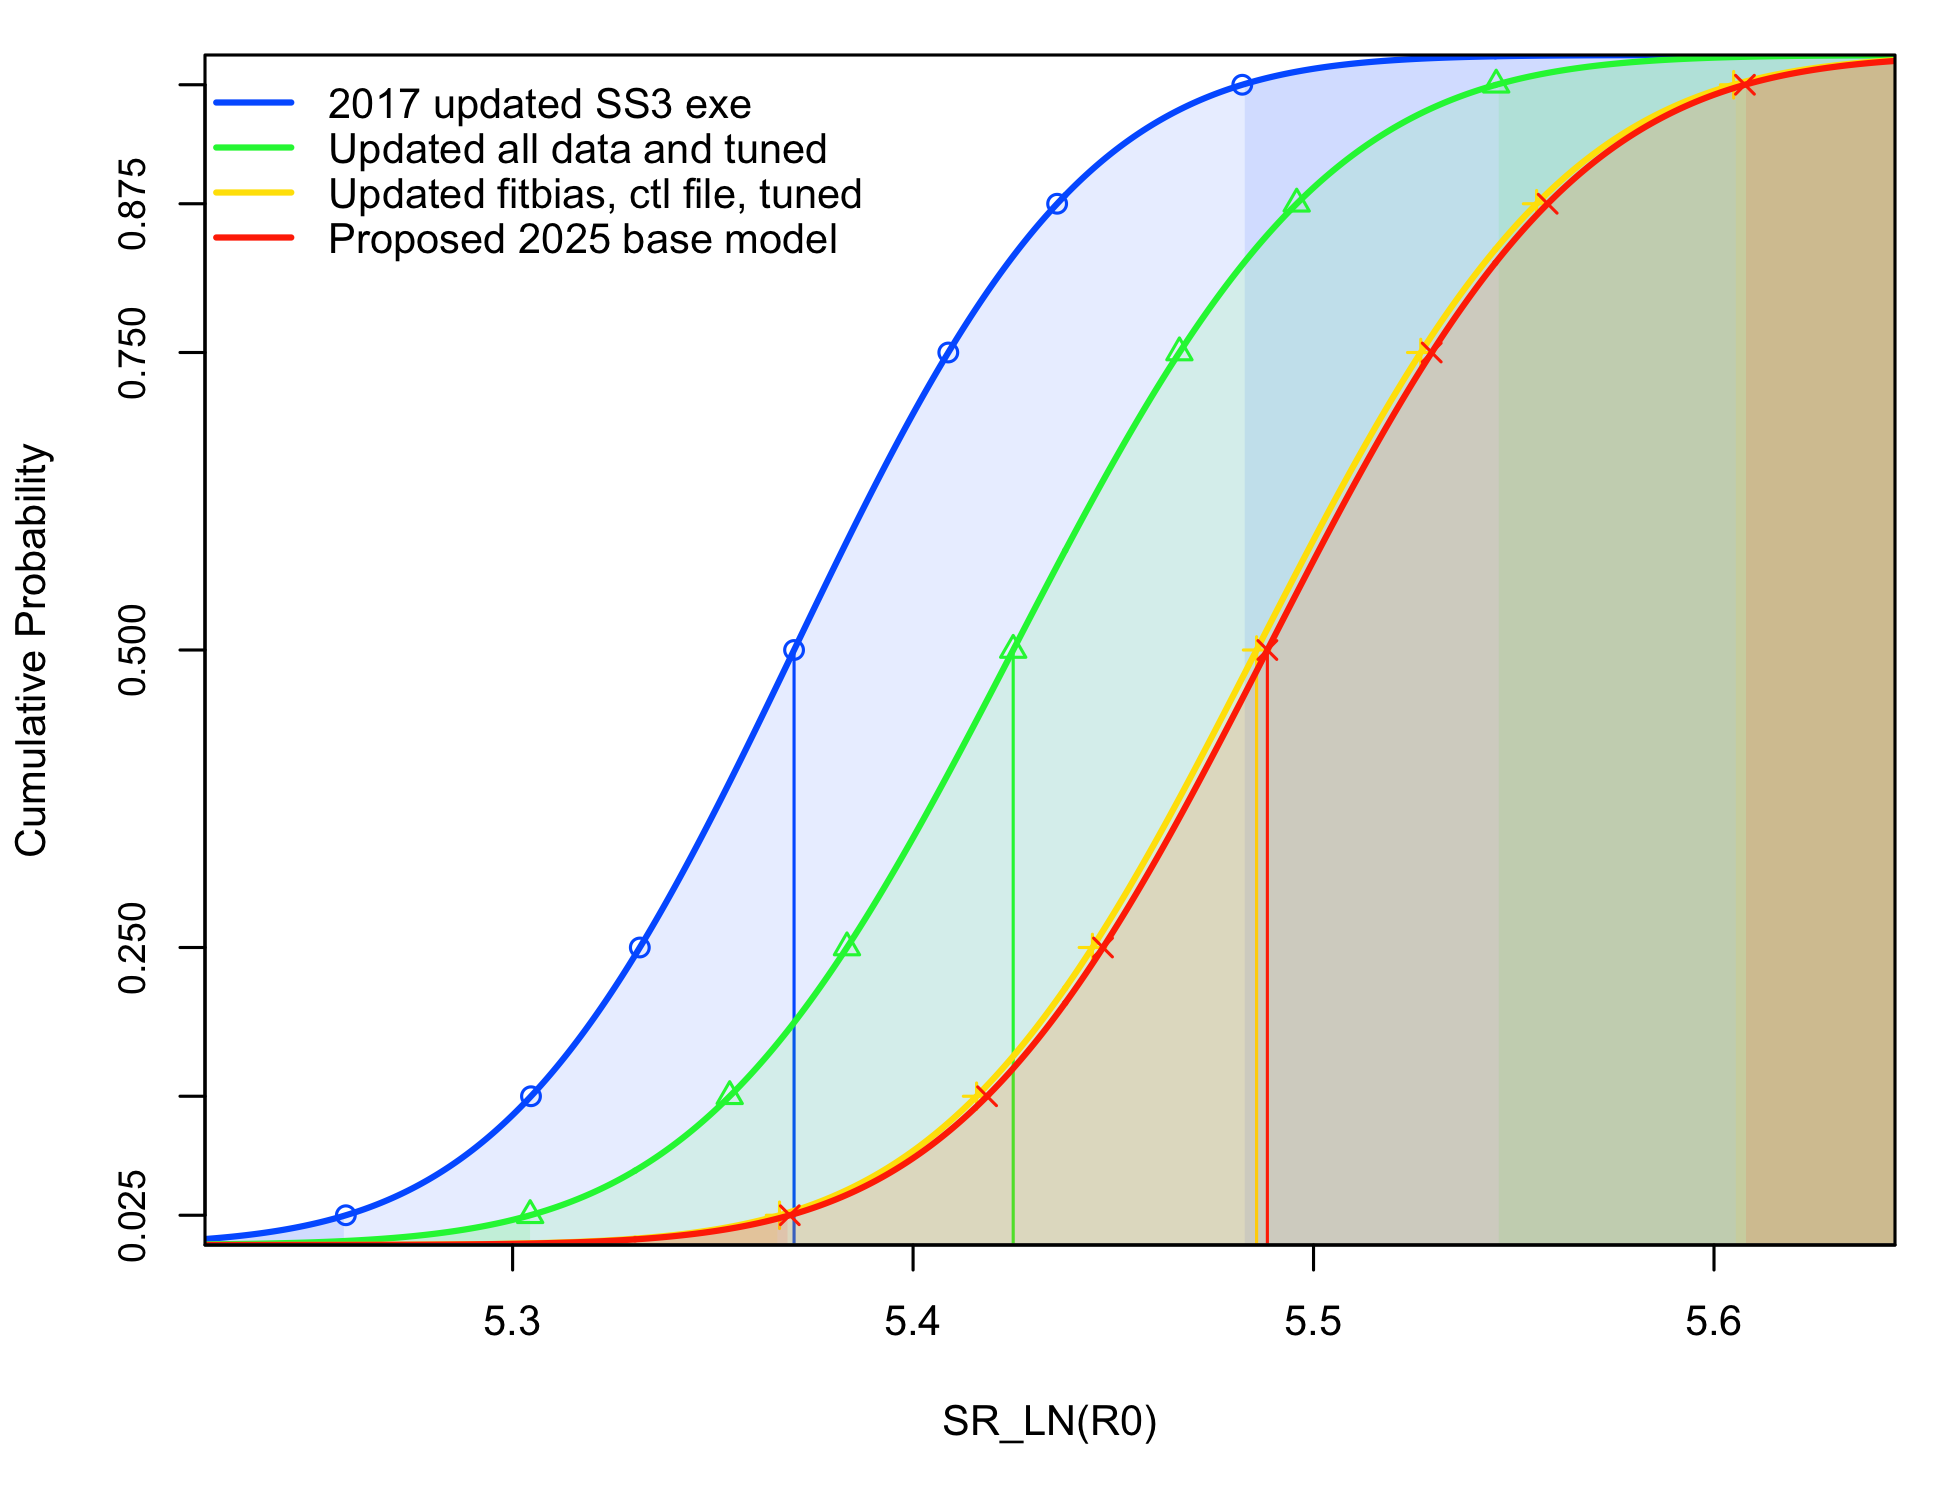 2017 updated SS3 exe
Updated all data and tuned
Updated fitbias, ctl file, tuned
Proposed 2025 base model
Cumulative Probability
0.875
0.750
0.500
0.250
0.025
5.3 5.4 5.5 5.6
SR_LN(R0)